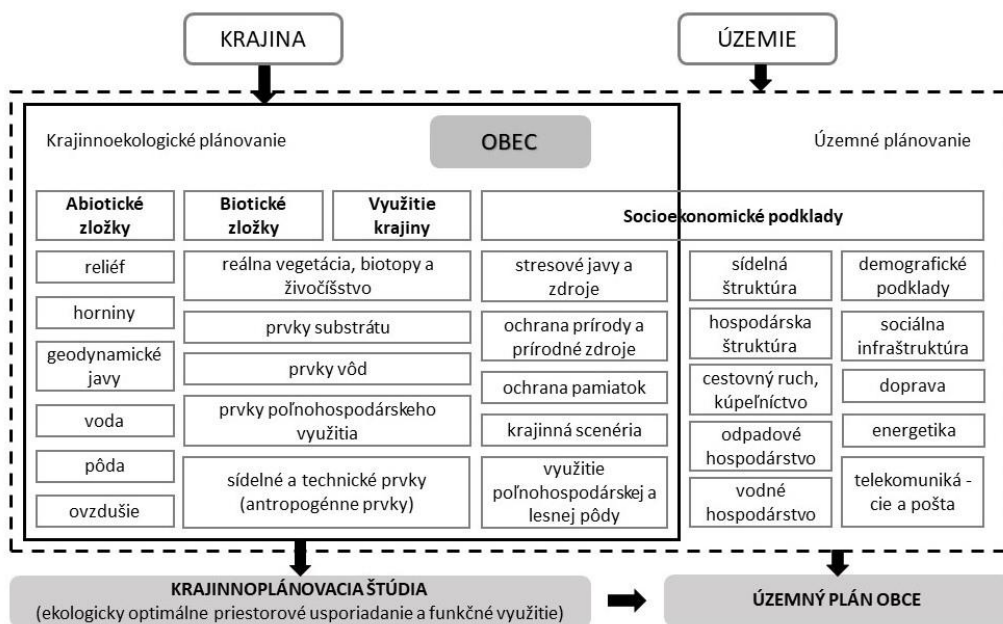 KRAJINA
ÚZEMIE
Krajinnoekologické plánovanie
OBEC
Územné plánovanie
Abiotické
zložky
Biotické
zložky
Využitie
krajiny
Socioekonomické podklady
reliéf
horniny
geodynamické
javy
voda
pôda
ovzdušie
reálna vegetácia, biotopy a
živočíšstvo
prvky substrátu
prvky vôd
prvky poľnohospodárskeho
využitia
sídelné a technické prvky
(antropogénne prvky)
stresové javy a
zdroje
ochrana prírody a
prírodné zdroje
ochrana pamiatok
krajinná scenéria
využitie
poľnohospodárskej a
lesnej pôdy
sídelná
štruktúra
hospodárska
štruktúra
cestovný ruch,
kúpeľníctvo
odpadové
hospodárstvo
vodné
hospodárstvo
demografické
podklady
sociálna
infraštruktúra
doprava
energetika
telekomuniká -
cie a pošta
KRAJINNOPLÁNOVACIA ŠTÚDIA
(ekologicky optimálne priestorové usporiadanie a funkčné využitie)
ÚZEMNÝ PLÁN OBCE